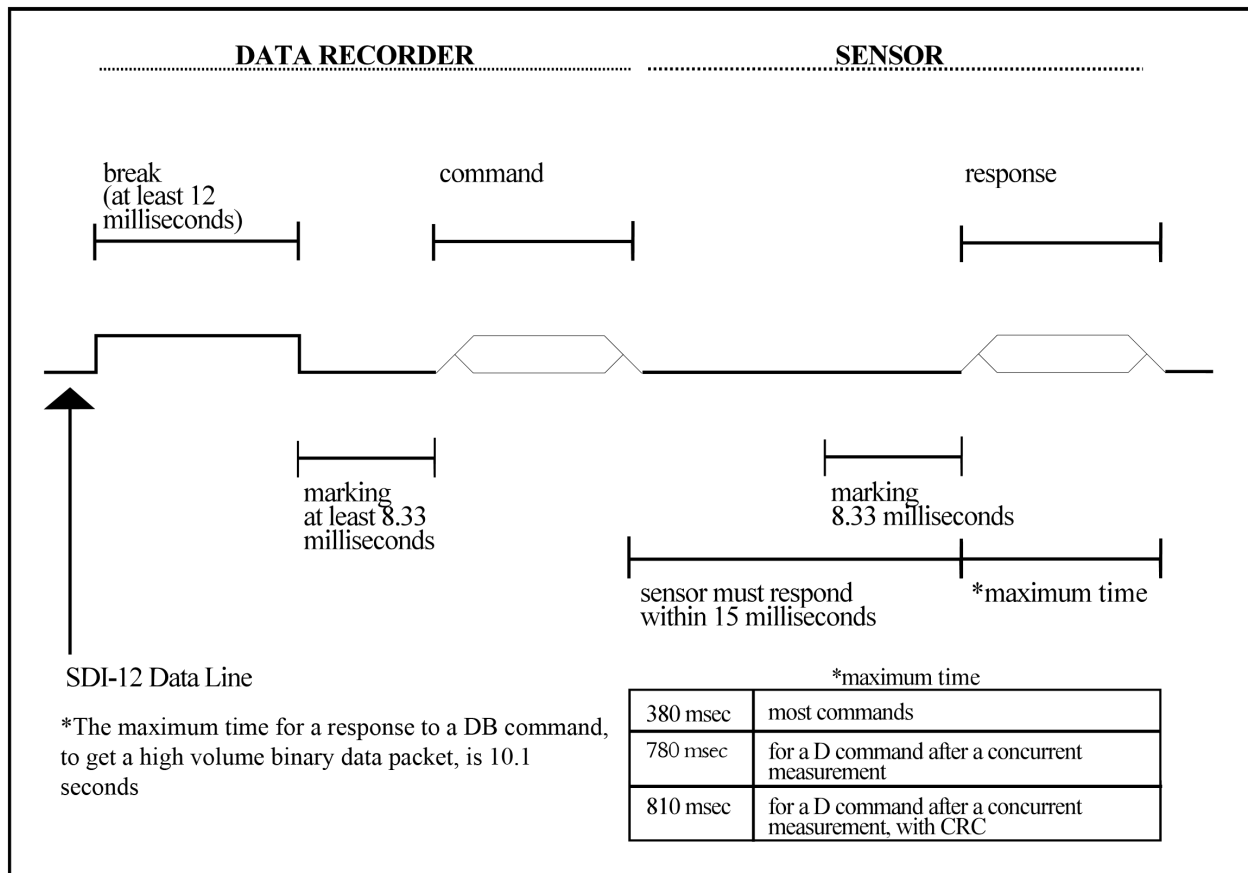 DATA RECORDER
SENSOR
break
(at least 12
milliseconds)
command
response
marking
at least 8.33
milliseconds
marking
8.33 milliseconds
sensor must respond
within 15 milliseconds
*maximum time
SDI-12 Data Line
*The maximum time for a response to a DB command,
to get a high volume binary data packet, is 10.1
seconds
*maximum time
380 msec
most commands
780 msec
for a D command after a concurrent
measurement
810 msec
for a D command after a concurrent
measurement, with CRC